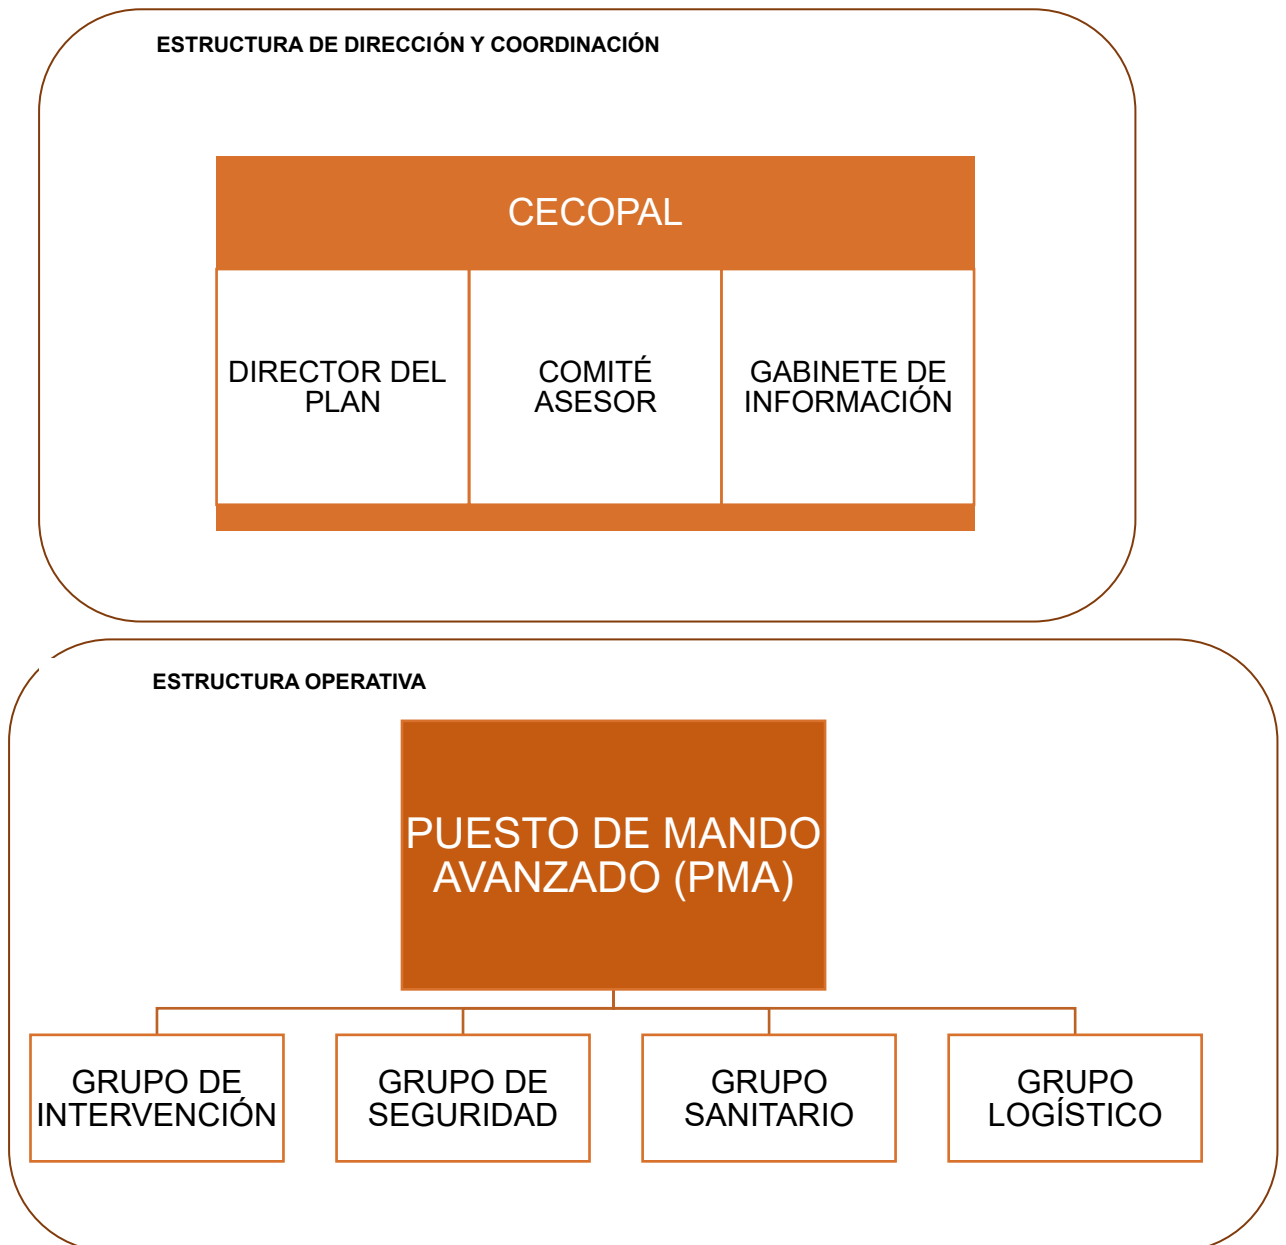 ESTRUCTURA DE DIRECCIÓN Y COORDINACIÓN
CECOPAL
DIRECTOR DEL
PLAN
COMITÉ
ASESOR
GABINETE DE
INFORMACIÓN
ESTRUCTURA OPERATIVA
PUESTO DE MANDO
AVANZADO (PMA)
GRUPO DE
INTERVENCIÓN
GRUPO DE
SEGURIDAD
GRUPO
SANITARIO
GRUPO
LOGÍSTICO